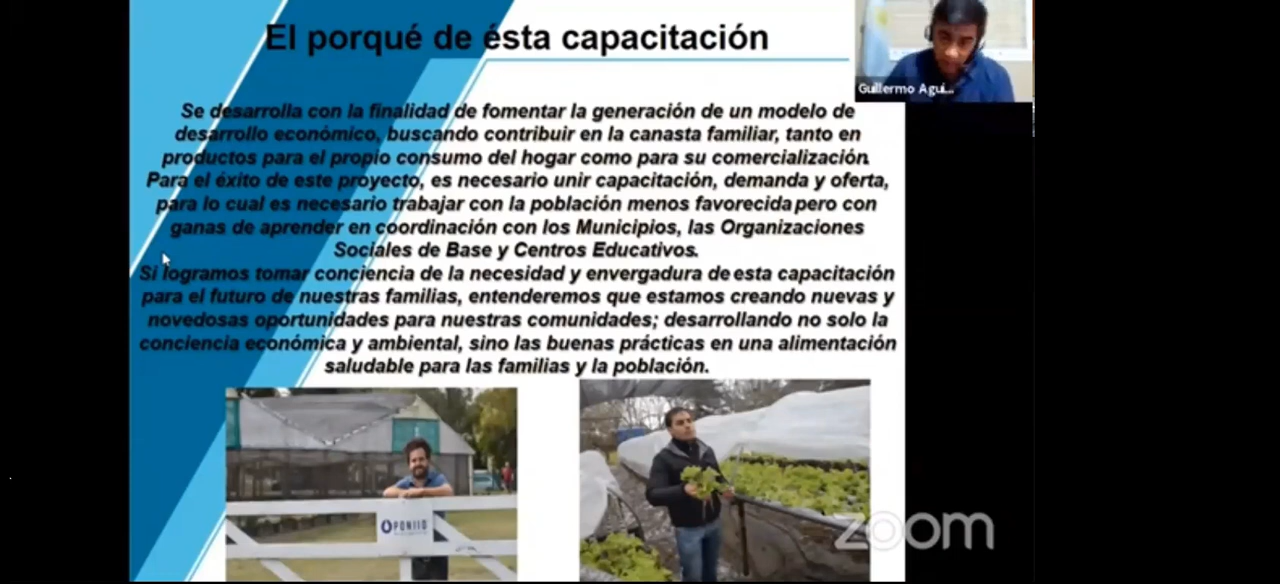 El porqué de ésta capacitación
Guillermo Agui...
Se desarrolla con la finalidad de fomentar la generación de un modelo de
desarrollo económico, buscando contribuir en la canasta familiar, tanto en
productos para el propio consumo del hogar como para su comercialización.
Para el éxito de este proyecto, es necesario unir capacitación, demanda y oferta,
para lo cual es necesario trabajar con la población menos favorecida pero con
ganas de aprender en coordinación con los Municipios, las Organizaciones
Sociales de Base y Centros Educativos.
Si logramos tomar conciencia de la necesidad y envergadura de esta capacitación
para el futuro de nuestras familias, entenderemos que estamos creando nuevas y
novedosas oportunidades para nuestras comunidades; desarrollando no solo la
conciencia económica y ambiental, sino las buenas prácticas en una alimentación
saludable para las familias y la población.
PONIIO
zoom